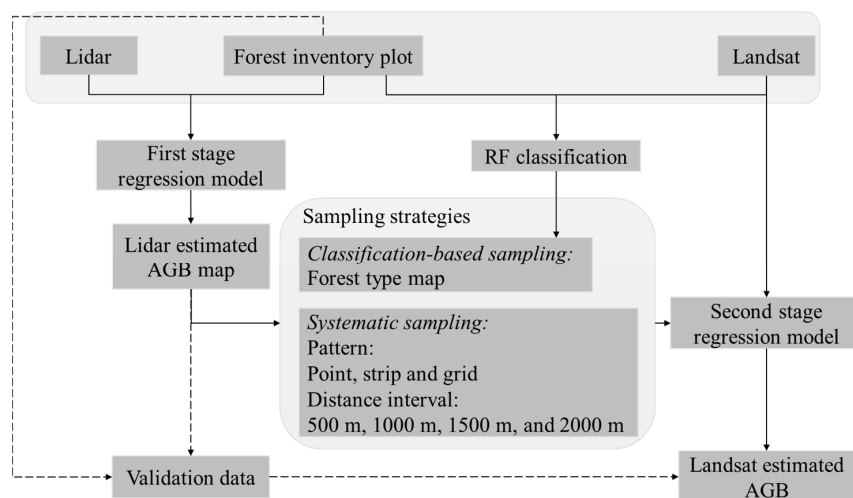 Lidar
Forest inventory plot
Landsat
First stage
regression model
RF classification
Lidar estimated
AGB map
Sampling strategies
Classification-based sampling:
Forest type map
Systematic sampling:
Pattern:
Point, strip and grid
Distance interval:
500 m, 1000 m, 1500 m, and 2000 m
Second stage
regression model
Validation data
Landsat estimated
AGB